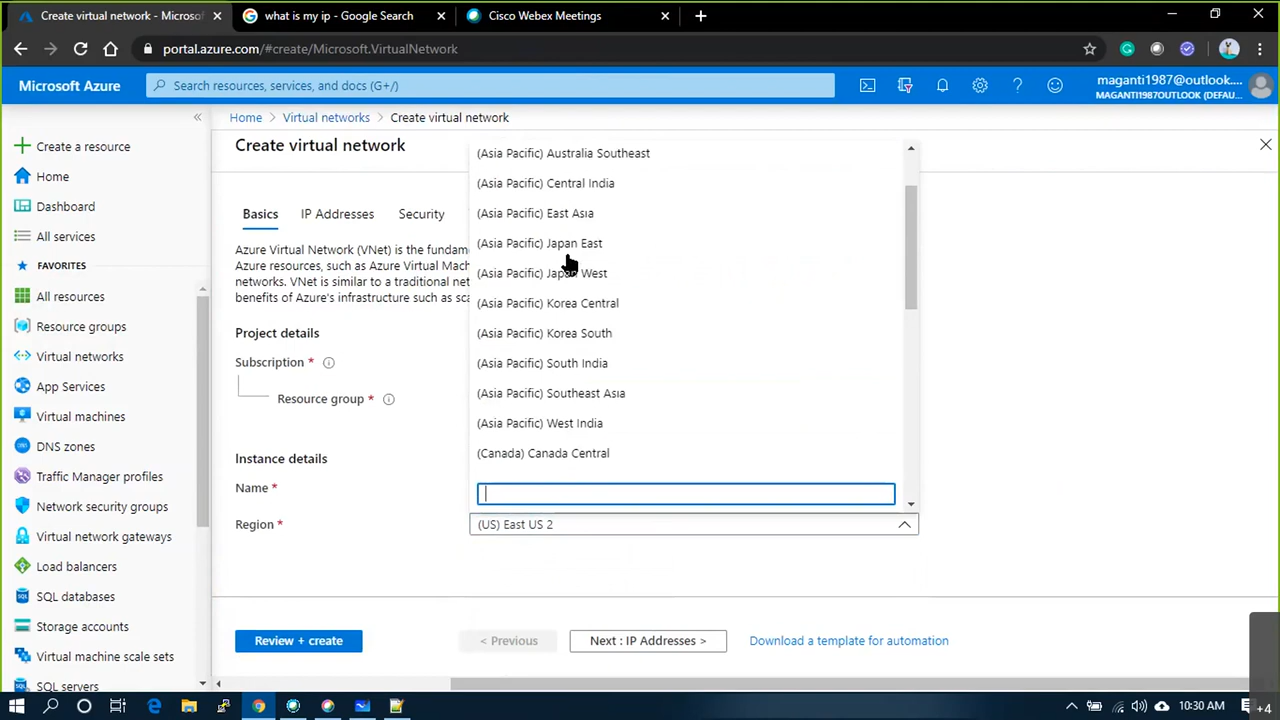 Create virtual network - Microsof
what is my ip - Google Search
Cisco Webex Meetings
portal.azure.com/#create/Microsoft.VirtualNetwork
Microsoft Azure
Search resources, services, and docs (G+/)
maganti1987@outlook....
MAGANTI1987OUTLOOK (DEFAU...
Home > Virtual networks > Create virtual network
Create virtual network
Create a resource
Home
Dashboard
All services
FAVORITES
All resources
Resource groups
Virtual networks
App Services
Virtual machines
DNS zones
Traffic Manager profiles
Network security groups
Virtual network gateways
Load balancers
SQL databases
Storage accounts
Virtual machine scale sets
SQL servers
Basics IP Addresses Security
Azure Virtual Network (VNet) is the fundam
Azure resources, such as Azure Virtual Mach
networks. VNet is similar to a traditional net
benefits of Azure's infrastructure such as sca
Project details
Subscription *
Resource group *
Instance details
Name *
Region *
(Asia Pacific) Australia Southeast
(Asia Pacific) Central India
(Asia Pacific) East Asia
(Asia Pacific) Japan East
(Asia Pacific) Japan West
(Asia Pacific) Korea Central
(Asia Pacific) Korea South
(Asia Pacific) South India
(Asia Pacific) Southeast Asia
(Asia Pacific) West India
(Canada) Canada Central
(US) East US 2
Review + create
< Previous
Next : IP Addresses >
Download a template for automation
10:30 AM
+4